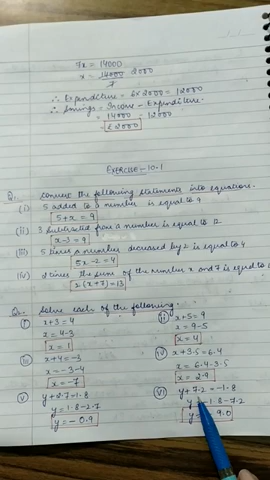 7x = 14000
x = 14000 2000
7
∴ Expenditure = 6 x 2000 = 12000
∴ Savings = Income - Expenditure
= 14000 - 12000
= ₹ 2000
EXERCISE - 10.1
Q. Convert the following statements into equations.
(i) 5 added to a number is equal to 9
5 + x = 9
(ii) 3 subtracted from a number is equal to 12
x - 3 = 9
(iii) 5 times a number decreased by 2 is equal to 4
5x - 2 = 4
(iv) 2 times the sum of the number x and 7 is equal to
2(x+7) = 13
Q. Solve each of the following.
(i) x + 3 = 4
x = 4 - 3
x = 1
(ii) x + 5 = 9
x = 9 - 5
x = 4
(iii) x + 4 = -3
x = -3 - 4
x = -7
(iv) x + 3.5 = 6.4
x = 6.4 - 3.5
x = 2.9
(v) y + 2.7 = 1.8
y = 1.8 - 2.7
y = -0.9
(vi) y + 7.2 = -1.8
y = -1.8 - 7.2
y = - 9.0